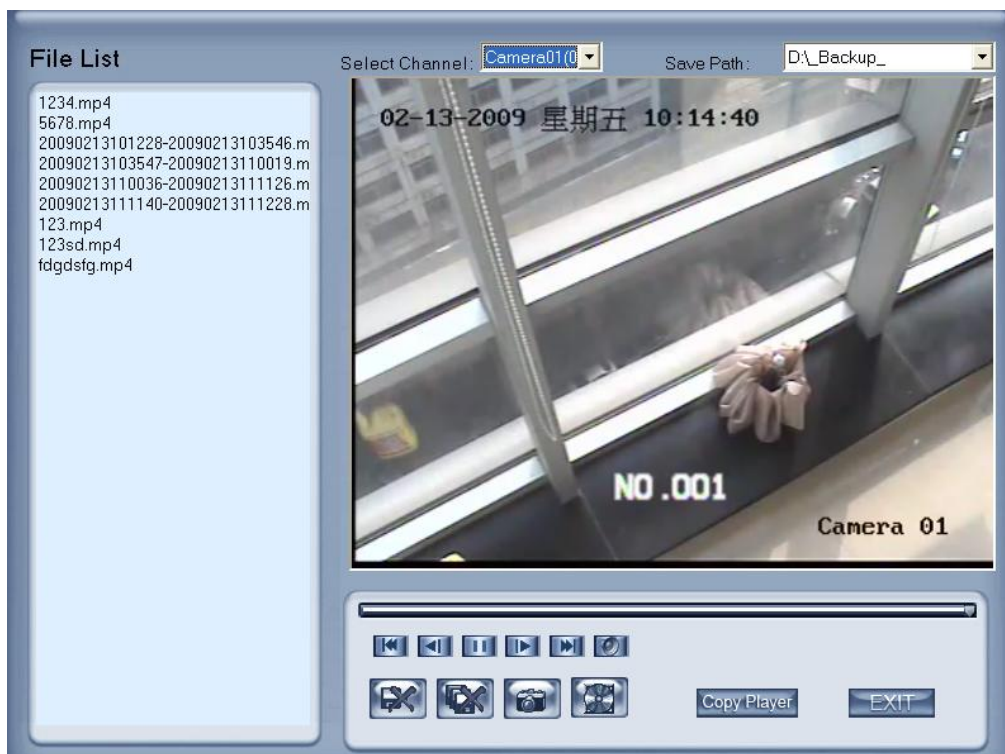 File List
Select Channel: Camera01(0
Save Path: D:\_Backup_
1234.mp4
5678.mp4
20090213101228-20090213103546.m
20090213103547-20090213110019.m
20090213110036-20090213111126.m
20090213111140-20090213111228.m
123.mp4
123sd.mp4
fdgdsfg.mp4
02-13-2009 星期五 10:14:40
NO.001
Camera 01
Copy Player
EXIT